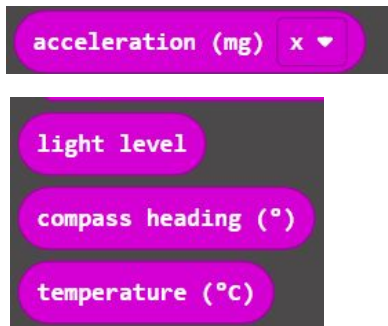 acceleration (mg) x
light level
compass heading (°)
temperature (°C)